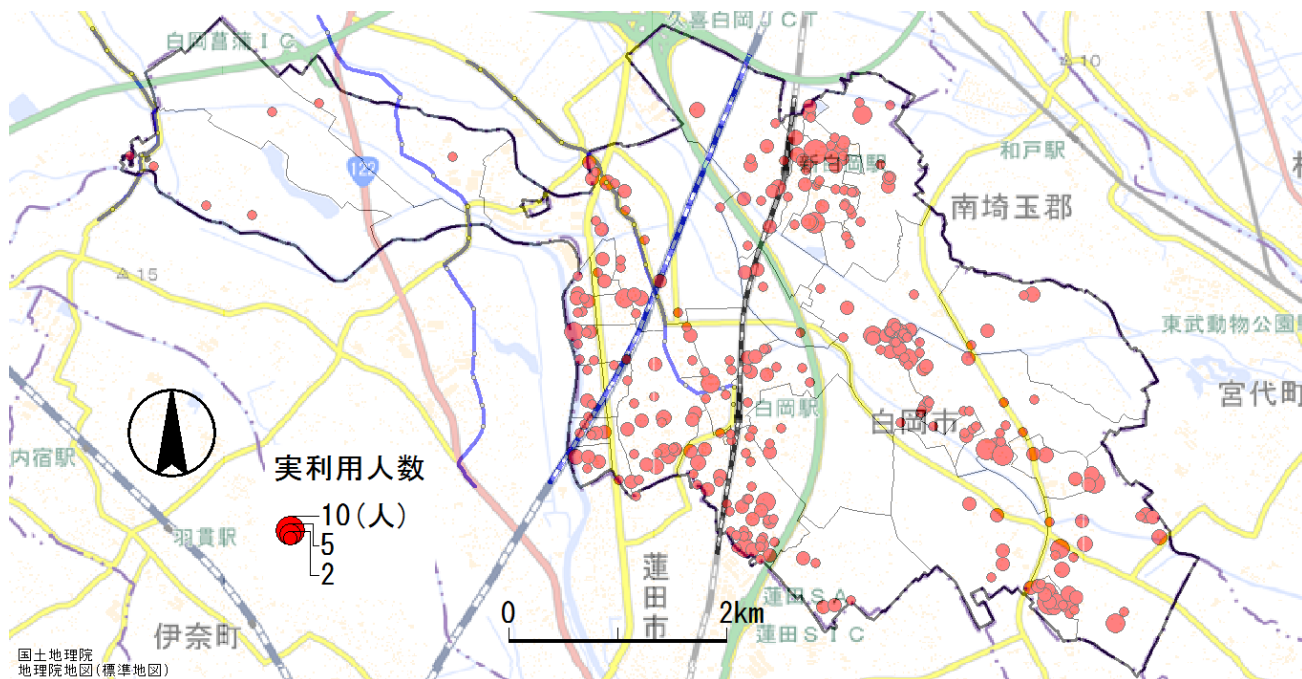 久喜白岡JCT
白岡菖蒲IC
10
122
新白岡駅
和戸駅
南埼玉郡
15
東武動物公園
宮代町
白岡駅
白岡市
内宿駅
実利用人数
10(人)
5
2
羽貫駅
蓮田市
0
2km
蓮田SA
蓮田SIC
伊奈町
国土地理院
地理院地図(標準地図)